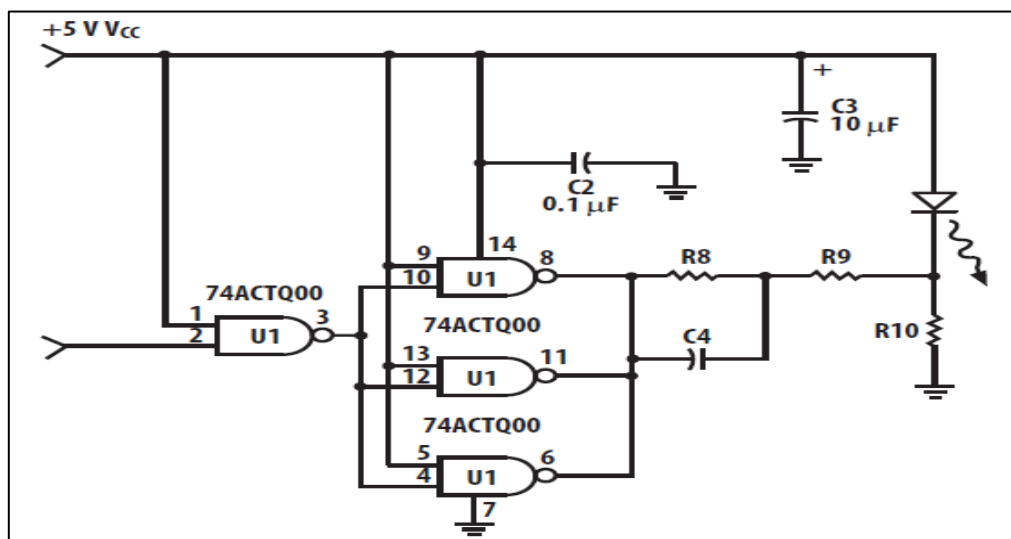 +5 V VCC
+
C3
10 μF
C2
0.1 μF
9
10
14
U1
8
R8
R9
74ACTQ00
1
2
U1
3
74ACTQ00
R10
13
12
U1
11
C4
74ACTQ00
5
4
U1
6
7